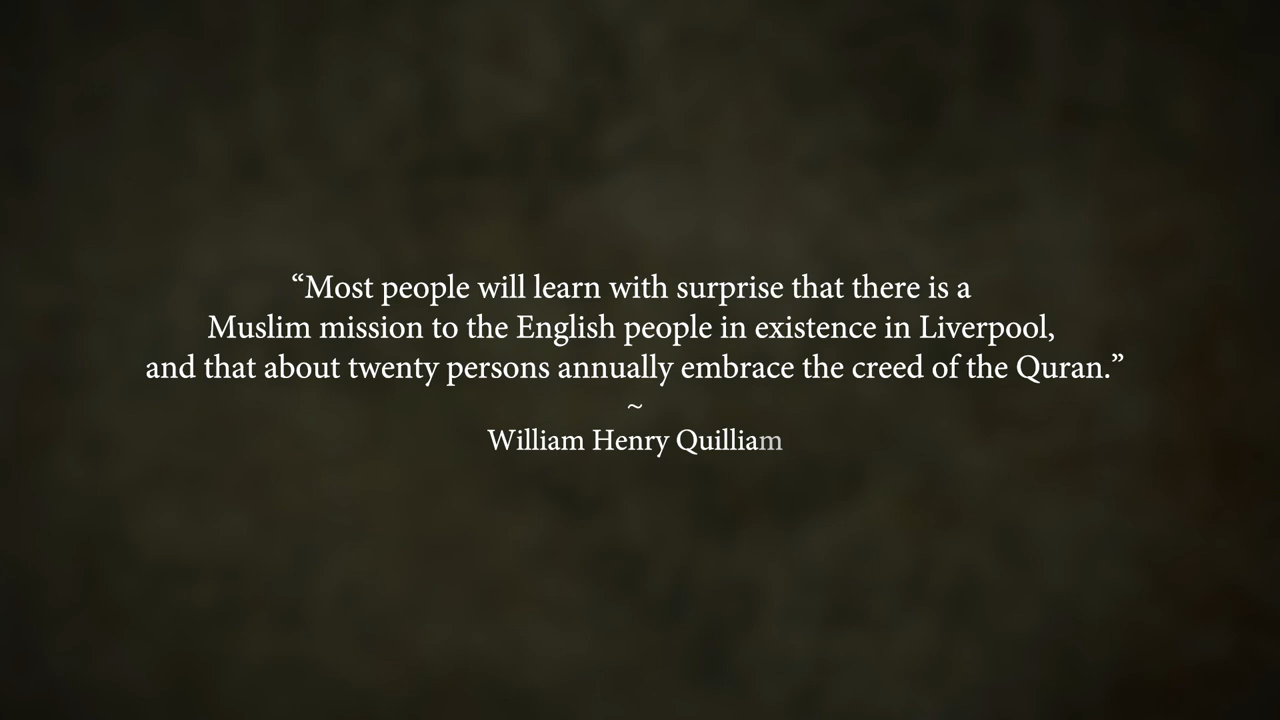 “Most people will learn with surprise that there is a
Muslim mission to the English people in existence in Liverpool,
and that about twenty persons annually embrace the creed of the Quran.”
~
William Henry Quilliam